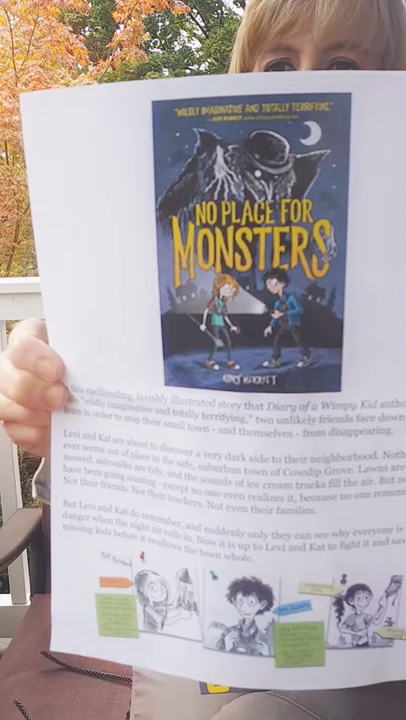 "WILDLY IMAGINATIVE AND TOTALLY TERRIFYING."
NO PLACE FOR
MONSTERS
KORY MERRITT
this spellbinding, lavishly illustrated story that Diary of a Wimpy Kid autho
"wildly imaginative and totally terrifying," two unlikely friends face down
fears in order to stop their small town - and themselves - from disappearing.
Levi and Kat are about to discover a very dark side to their neighborhood. Noth
ever seems out of place in the safe, suburban town of Cowslip Grove. Lawns are
mowed, sidewalks are tidy, and the sounds of ice cream trucks fill the air. But no
have been going missing - except no one even realizes it, because no one remem
Not their friends. Not their teachers. Not even their families.
But Levi and Kat do remember, and suddenly only they can see why everyone is
danger when the night air rolls in. Now it is up to Levi and Kat to fight it and sav
missing kids before it swallows the town whole.